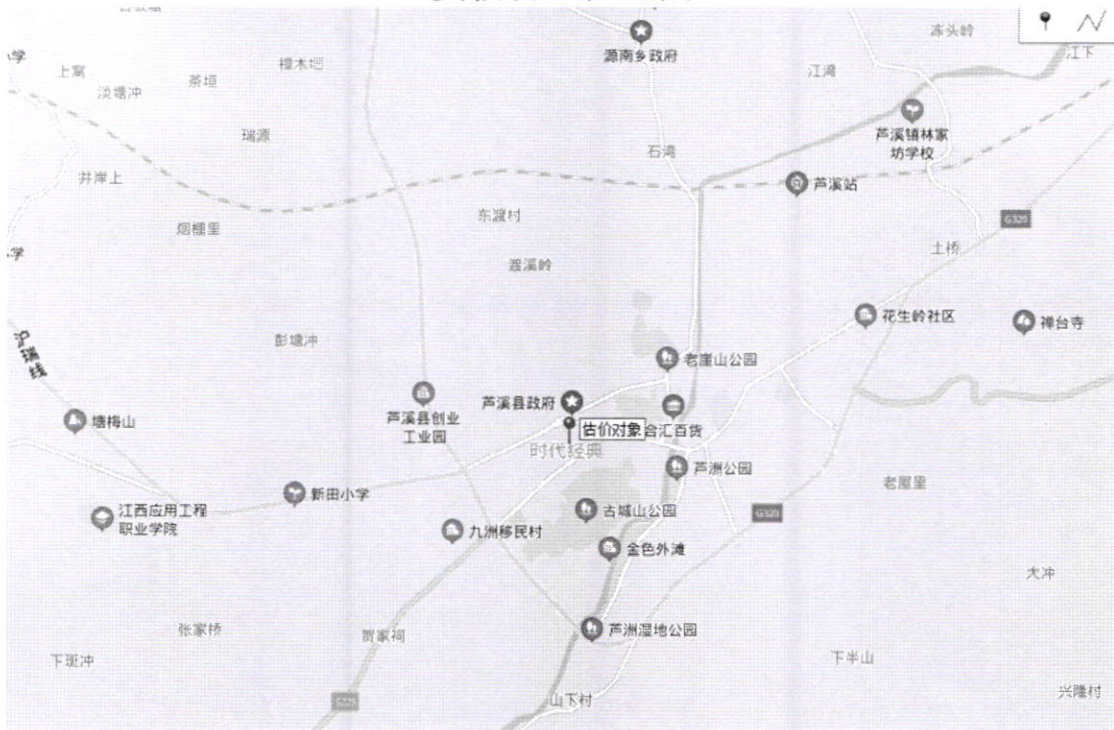 源南乡政府
冻头岭
江下
上窝
茶垣
樟木垇
江湾
淡塘冲
芦溪镇林家
坊学校
瑞源
石湾
井岸上
芦溪站
东渡村
G320
烟棚里
土桥
渡溪岭
花生岭社区
禅台寺
沪瑞线
彭塘冲
老崖山公园
芦溪县创业
工业园
芦溪县政府
塘梅山
估价对象
合汇百货
时代经典
芦洲公园
老屋里
新田小学
江西应用工程
职业学院
古城山公园
G320
九洲移民村
金色外滩
大冲
张家桥
贺家祠
芦洲湿地公园
下斑冲
下半山
兴隆村
山下村